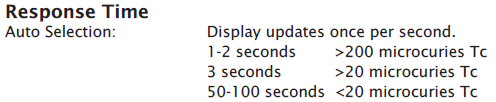 Response Time
Auto Selection: Display updates once per second.
1-2 seconds >200 microcuries Tc
3 seconds >20 microcuries Tc
50-100 seconds <20 microcuries Tc